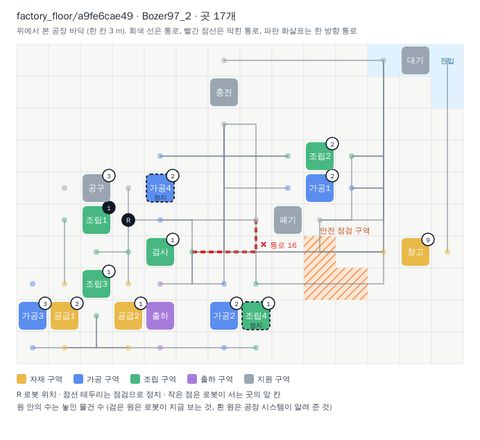 factory_floor/a9fe6cae49 · Bozer97_2 · 곳 17개
위에서 본 공장 바닥 (한 칸 3 m). 회색 선은 통로, 빨간 점선은 막힌 통로, 파란 화살표는 한 방향 통로
대기
충전
조립2
2
공구
3
가공4
2
정지
가공1
2
조립1
1
R
폐기
안전 점검 구역
검사
1
✖ 통로 16
창고
9
조립3
1
가공3
3
공급1
2
공급2
1
출하
가공2
2
조립4
1
정지
자재 구역
가공 구역
조립 구역
출하 구역
지원 구역
R 로봇 위치 · 점선 테두리는 점검으로 정지 · 작은 점은 로봇이 서는 곳의 앞 칸
원 안의 수는 놓인 물건 수 (검은 원은 로봇이 지금 보는 것, 흰 원은 공장 시스템이 알려 준 것)